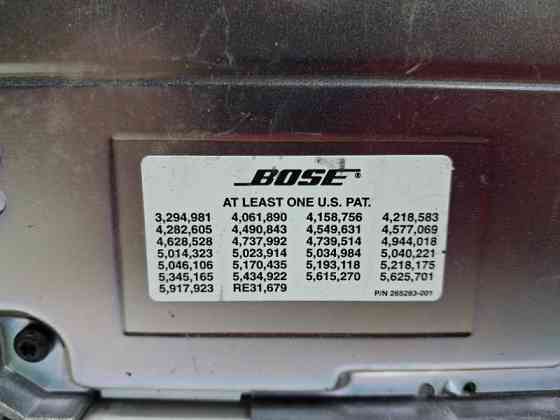 BOSE®
AT LEAST ONE U.S. PAT.
3,294,981 4,061,890 4,158,756 4,218,583
4,282,605 4,490,843 4,549,631 4,577,069
4,628,528 4,737,992 4,739,514 4,944,018
5,014,323 5,023,914 5,034,984 5,040,221
5,046,106 5,170,435 5,193,118 5,218,175
5,345,165 5,434,922 5,615,270 5,625,701
5,917,923 RE31,679
P/N 265293-001